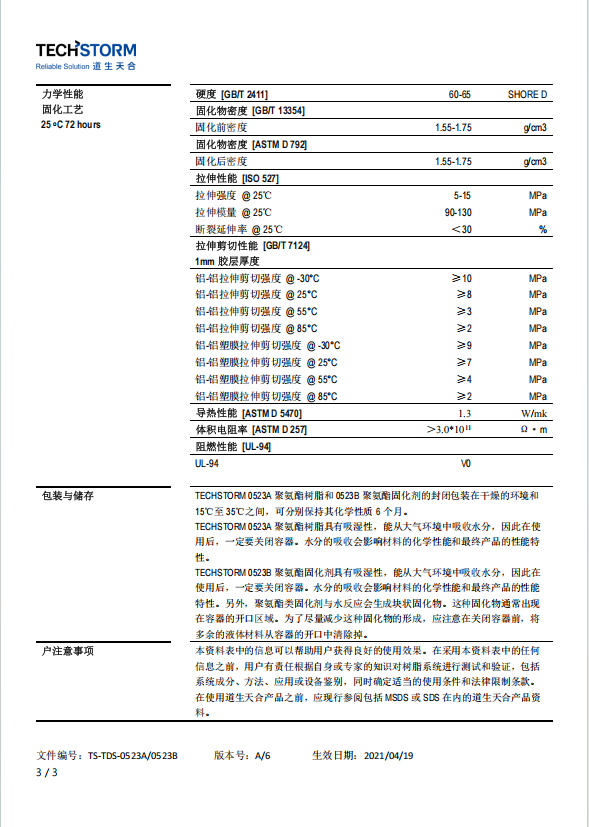 TECHSTORM
Reliable Solution 道生天合
力学性能
固化工艺
25 ºC 72 hours
硬度 [GB/T 2411] 60-65 SHORE D
固化物密度 [GB/T 13354]
固化前密度 1.55-1.75 g/cm3
固化物密度 [ASTM D 792]
固化后密度 1.55-1.75 g/cm3
拉伸性能 [ISO 527]
拉伸强度 @ 25℃ 5-15 MPa
拉伸模量 @ 25℃ 90-130 MPa
断裂延伸率 @ 25℃ ＜30 %
拉伸剪切性能 [GB/T 7124]
1mm 胶层厚度
铝-铝拉伸剪切强度 @ -30°C ≥10 MPa
铝-铝拉伸剪切强度 @ 25°C ≥8 MPa
铝-铝拉伸剪切强度 @ 55°C ≥3 MPa
铝-铝拉伸剪切强度 @ 85°C ≥2 MPa
铝-铝塑膜拉伸剪切强度 @ -30°C ≥9 MPa
铝-铝塑膜拉伸剪切强度 @ 25°C ≥7 MPa
铝-铝塑膜拉伸剪切强度 @ 55°C ≥4 MPa
铝-铝塑膜拉伸剪切强度 @ 85°C ≥2 MPa
导热性能 [ASTM D 5470] 1.3 W/mk
体积电阻率 [ASTM D 257] ＞3.0*10¹¹ Ω·m
阻燃性能 [UL-94]
UL-94 V0
包装与储存
TECHSTORM 0523A 聚氨酯树脂和 0523B 聚氨酯固化剂的封闭包装在干燥的环境和
15℃至 35℃之间，可分别保持其化学性质 6 个月。
TECHSTORM 0523A 聚氨酯树脂具有吸湿性，能从大气环境中吸收水分，因此在使
用后，一定要关闭容器。水分的吸收会影响材料的化学性能和最终产品的性能特
性。
TECHSTORM 0523B 聚氨酯固化剂具有吸湿性，能从大气环境中吸收水分，因此在
使用后，一定要关闭容器。水分的吸收会影响材料的化学性能和最终产品的性能
特性。另外，聚氨酯类固化剂与水反应会生成块状固化物。这种固化物通常出现
在容器的开口区域。为了尽量减少这种固化物的形成，应注意在关闭容器前，将
多余的液体材料从容器的开口中清除掉。
户注意事项
本资料表中的信息可以帮助用户获得良好的使用效果。在采用本资料表中的任何
信息之前，用户有责任根据自身或专家的知识对树脂系统进行测试和验证，包括
系统成分、方法、应用或设备鉴别，同时确定适当的使用条件和法律限制条款。
在使用道生天合产品之前，应现行参阅包括 MSDS 或 SDS 在内的道生天合产品资
料。
文件编号：TS-TDS-0523A/0523B 版本号：A/6 生效日期：2021/04/19
3 / 3